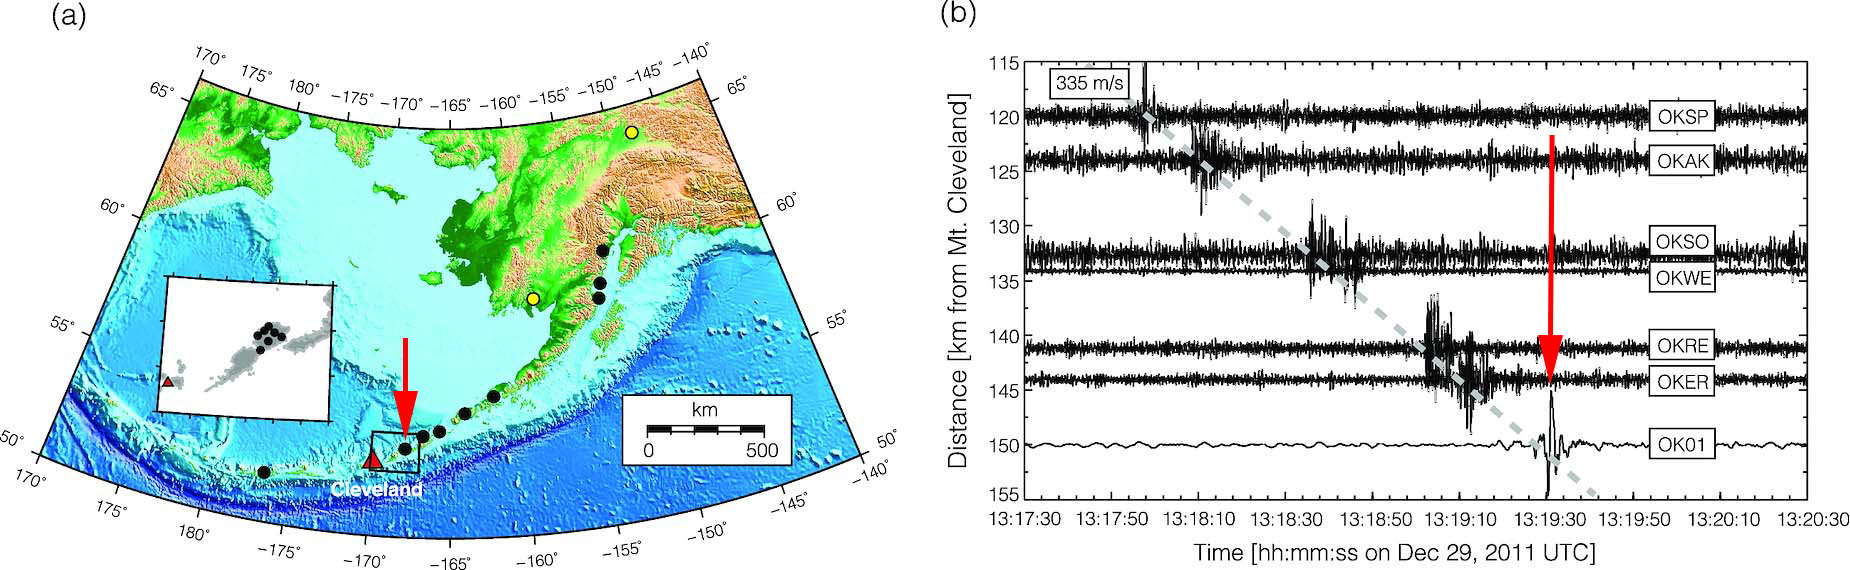 (a)
170° 175° 180° −175° −170° −165° −160° −155° −150° −145° −140°
65° 65°
60° 60°
55° 55°
50° 50°
km
0 500
Cleveland
170° 175° 180° −175° −170° −165° −160° −155° −150° −145° −140°
(b)
Distance [km from Mt. Cleveland]
115
120
125
130
135
140
145
150
155
335 m/s
OKSP
OKAK
OKSO
OKWE
OKRE
OKER
OK01
13:17:30 13:17:50 13:18:10 13:18:30 13:18:50 13:19:10 13:19:30 13:19:50 13:20:10 13:20:30
Time [hh:mm:ss on Dec 29, 2011 UTC]